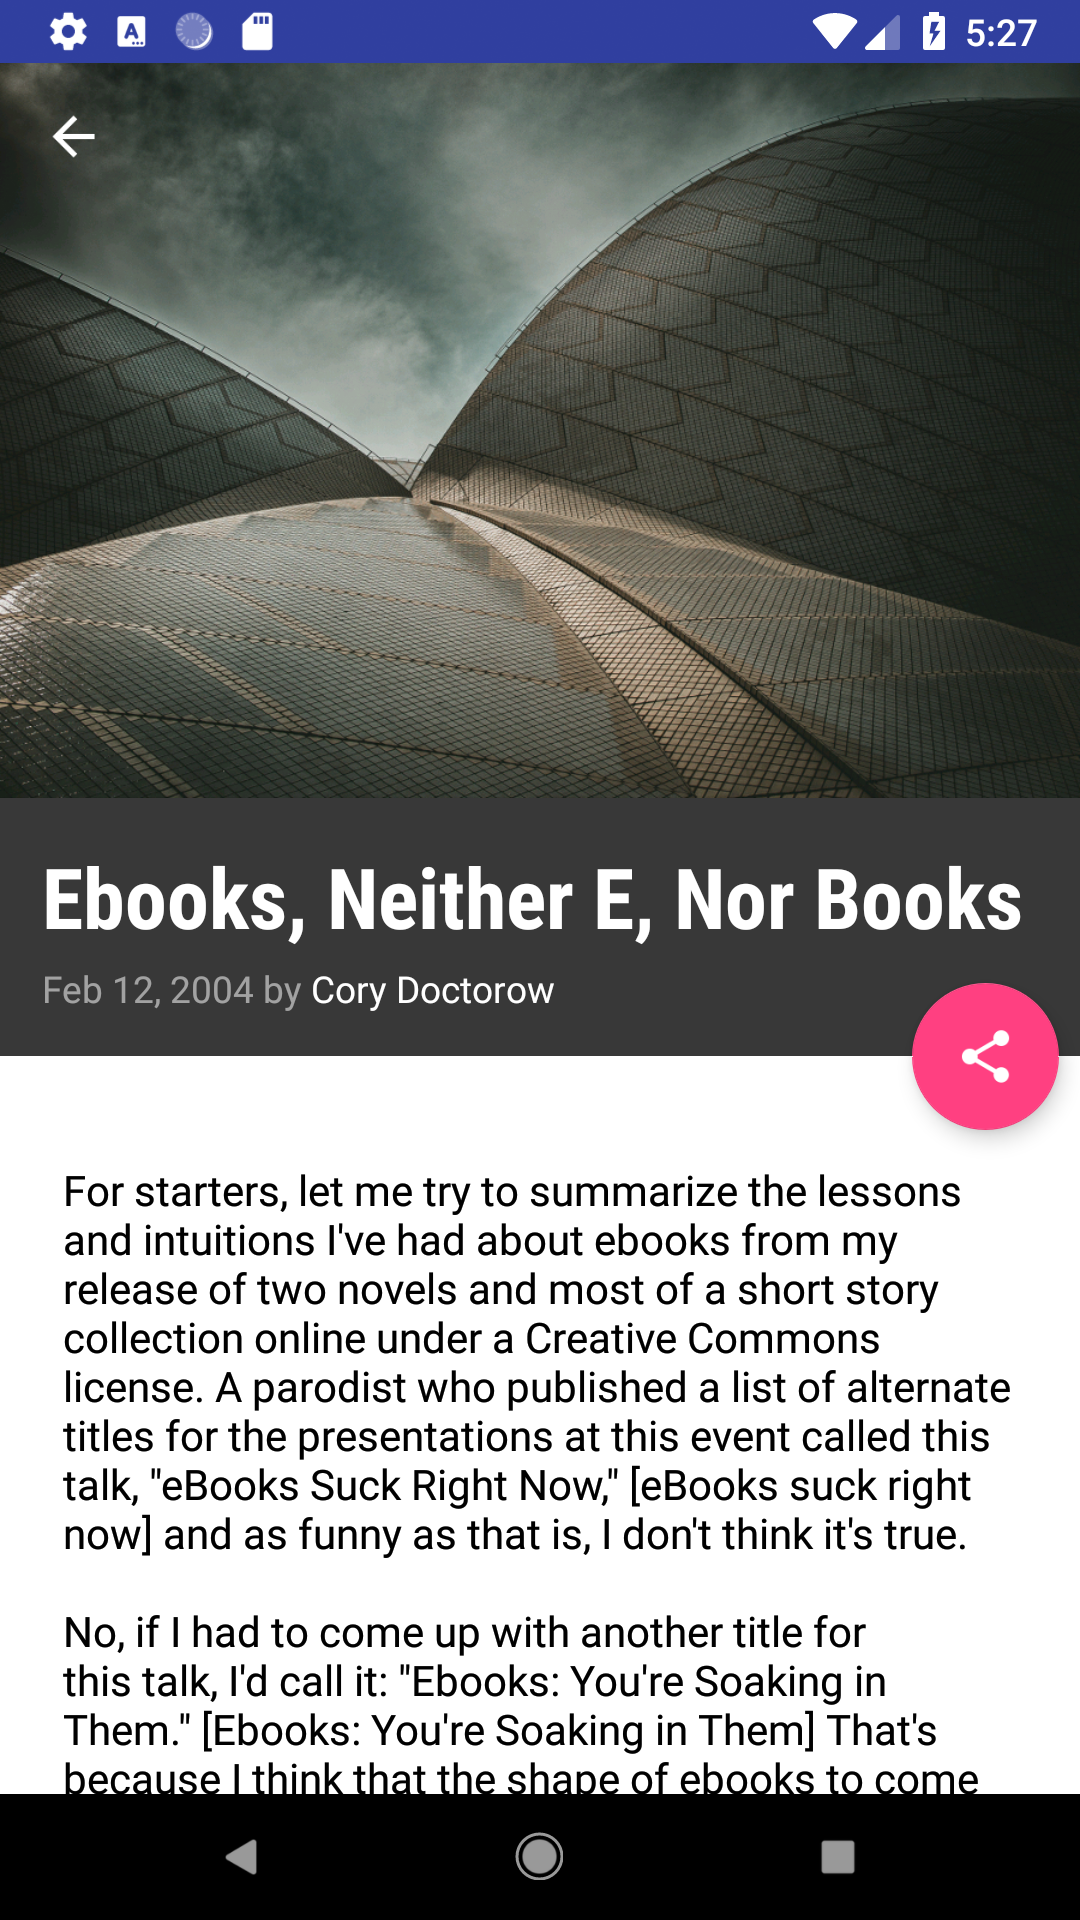 5:27
Ebooks, Neither E, Nor Books
Feb 12, 2004 by Cory Doctorow
For starters, let me try to summarize the lessons
and intuitions I've had about ebooks from my
release of two novels and most of a short story
collection online under a Creative Commons
license. A parodist who published a list of alternate
titles for the presentations at this event called this
talk, "eBooks Suck Right Now," [eBooks suck right
now] and as funny as that is, I don't think it's true.
No, if I had to come up with another title for
this talk, I'd call it: "Ebooks: You're Soaking in
Them." [Ebooks: You're Soaking in Them] That's
because I think that the shape of ebooks to come